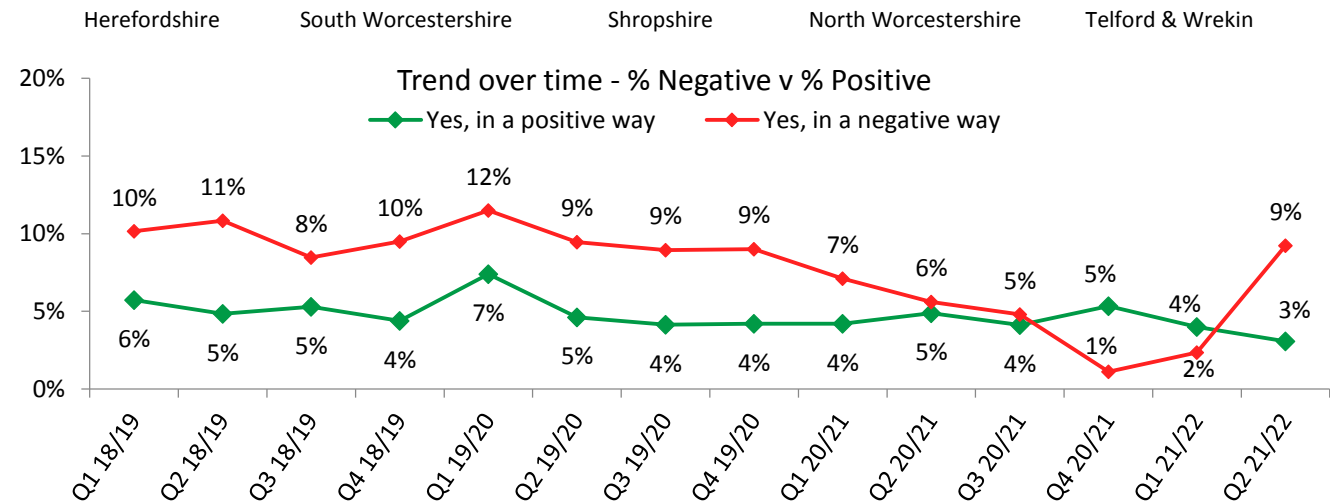 Herefordshire South Worcestershire Shropshire North Worcestershire Telford & Wrekin
Trend over time - % Negative v % Positive
Yes, in a positive way Yes, in a negative way
20%
15%
10%
5%
0%
10% 11% 8% 10% 12% 9% 9% 9% 7% 6% 5% 1% 2% 9%
6% 5% 5% 4% 7% 5% 4% 4% 4% 5% 4% 5% 4% 3%
Q1 18/19
Q2 18/19
Q3 18/19
Q4 18/19
Q1 19/20
Q2 19/20
Q3 19/20
Q4 19/20
Q1 20/21
Q2 20/21
Q3 20/21
Q4 20/21
Q1 21/22
Q2 21/22